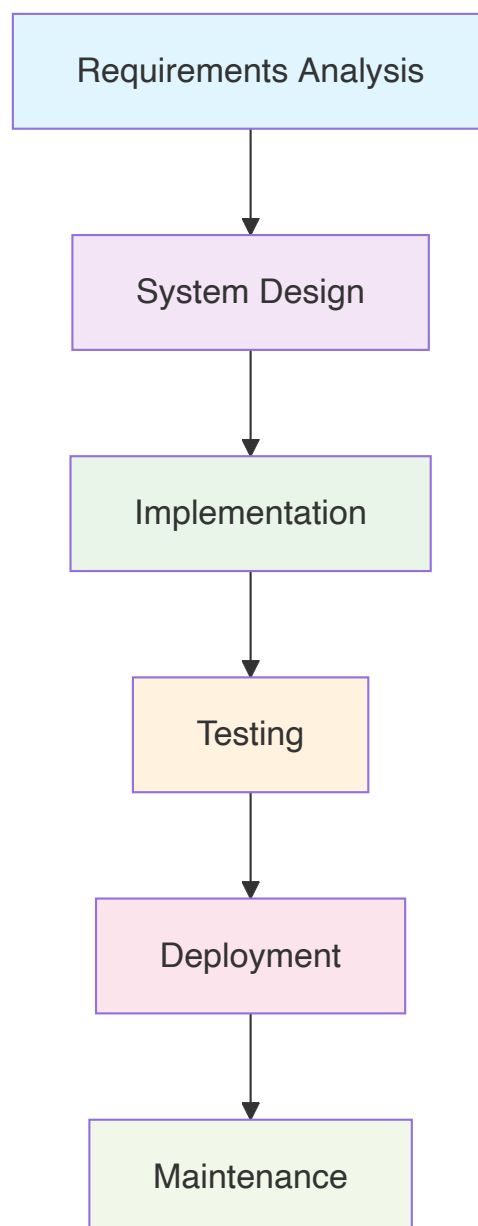 Requirements Analysis
System Design
Implementation
Testing
Deployment
Maintenance